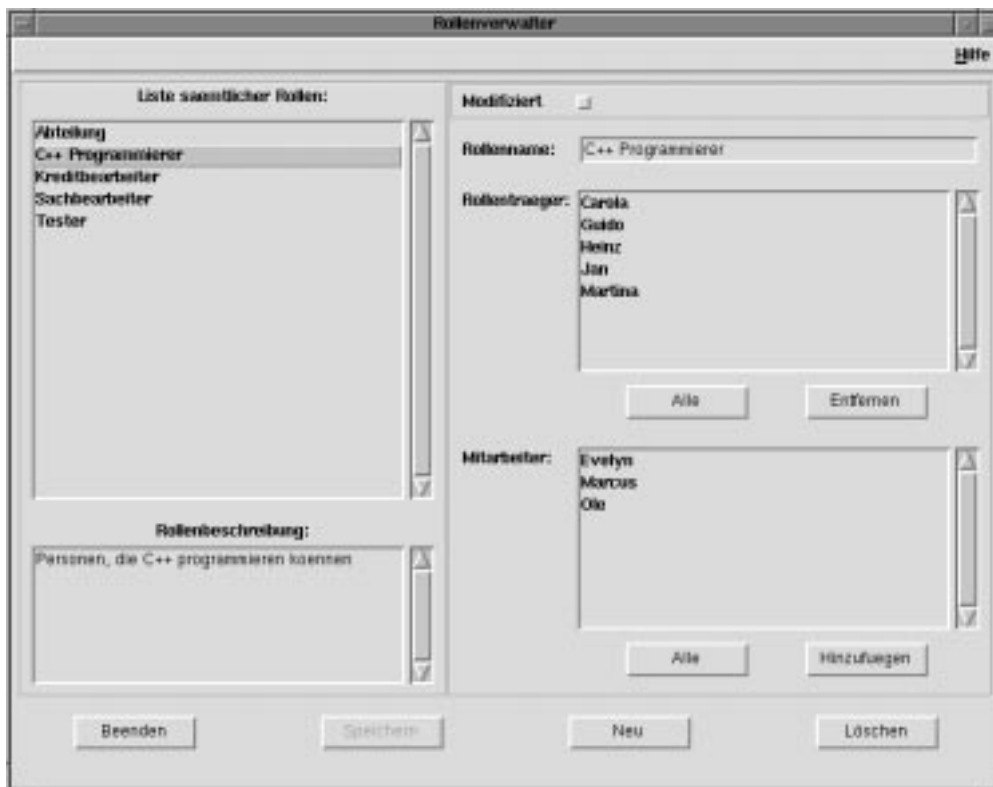 Rollenverwalter
Hilfe
Liste saemtlicher Rollen:
Abteilung
C++ Programmierer
Kreditbearbeiter
Sachbearbeiter
Tester
Rollenbeschreibung:
Personen, die C++ programmieren koennen
Modifiziert
Rollenname:
C++ Programmierer
Rollentraeger:
Carola
Guido
Heinz
Jan
Martina
Alle
Entfernen
Mitarbeiter:
Evelyn
Marcus
Ole
Alle
Hinzufuegen
Beenden
Speichern
Neu
Löschen